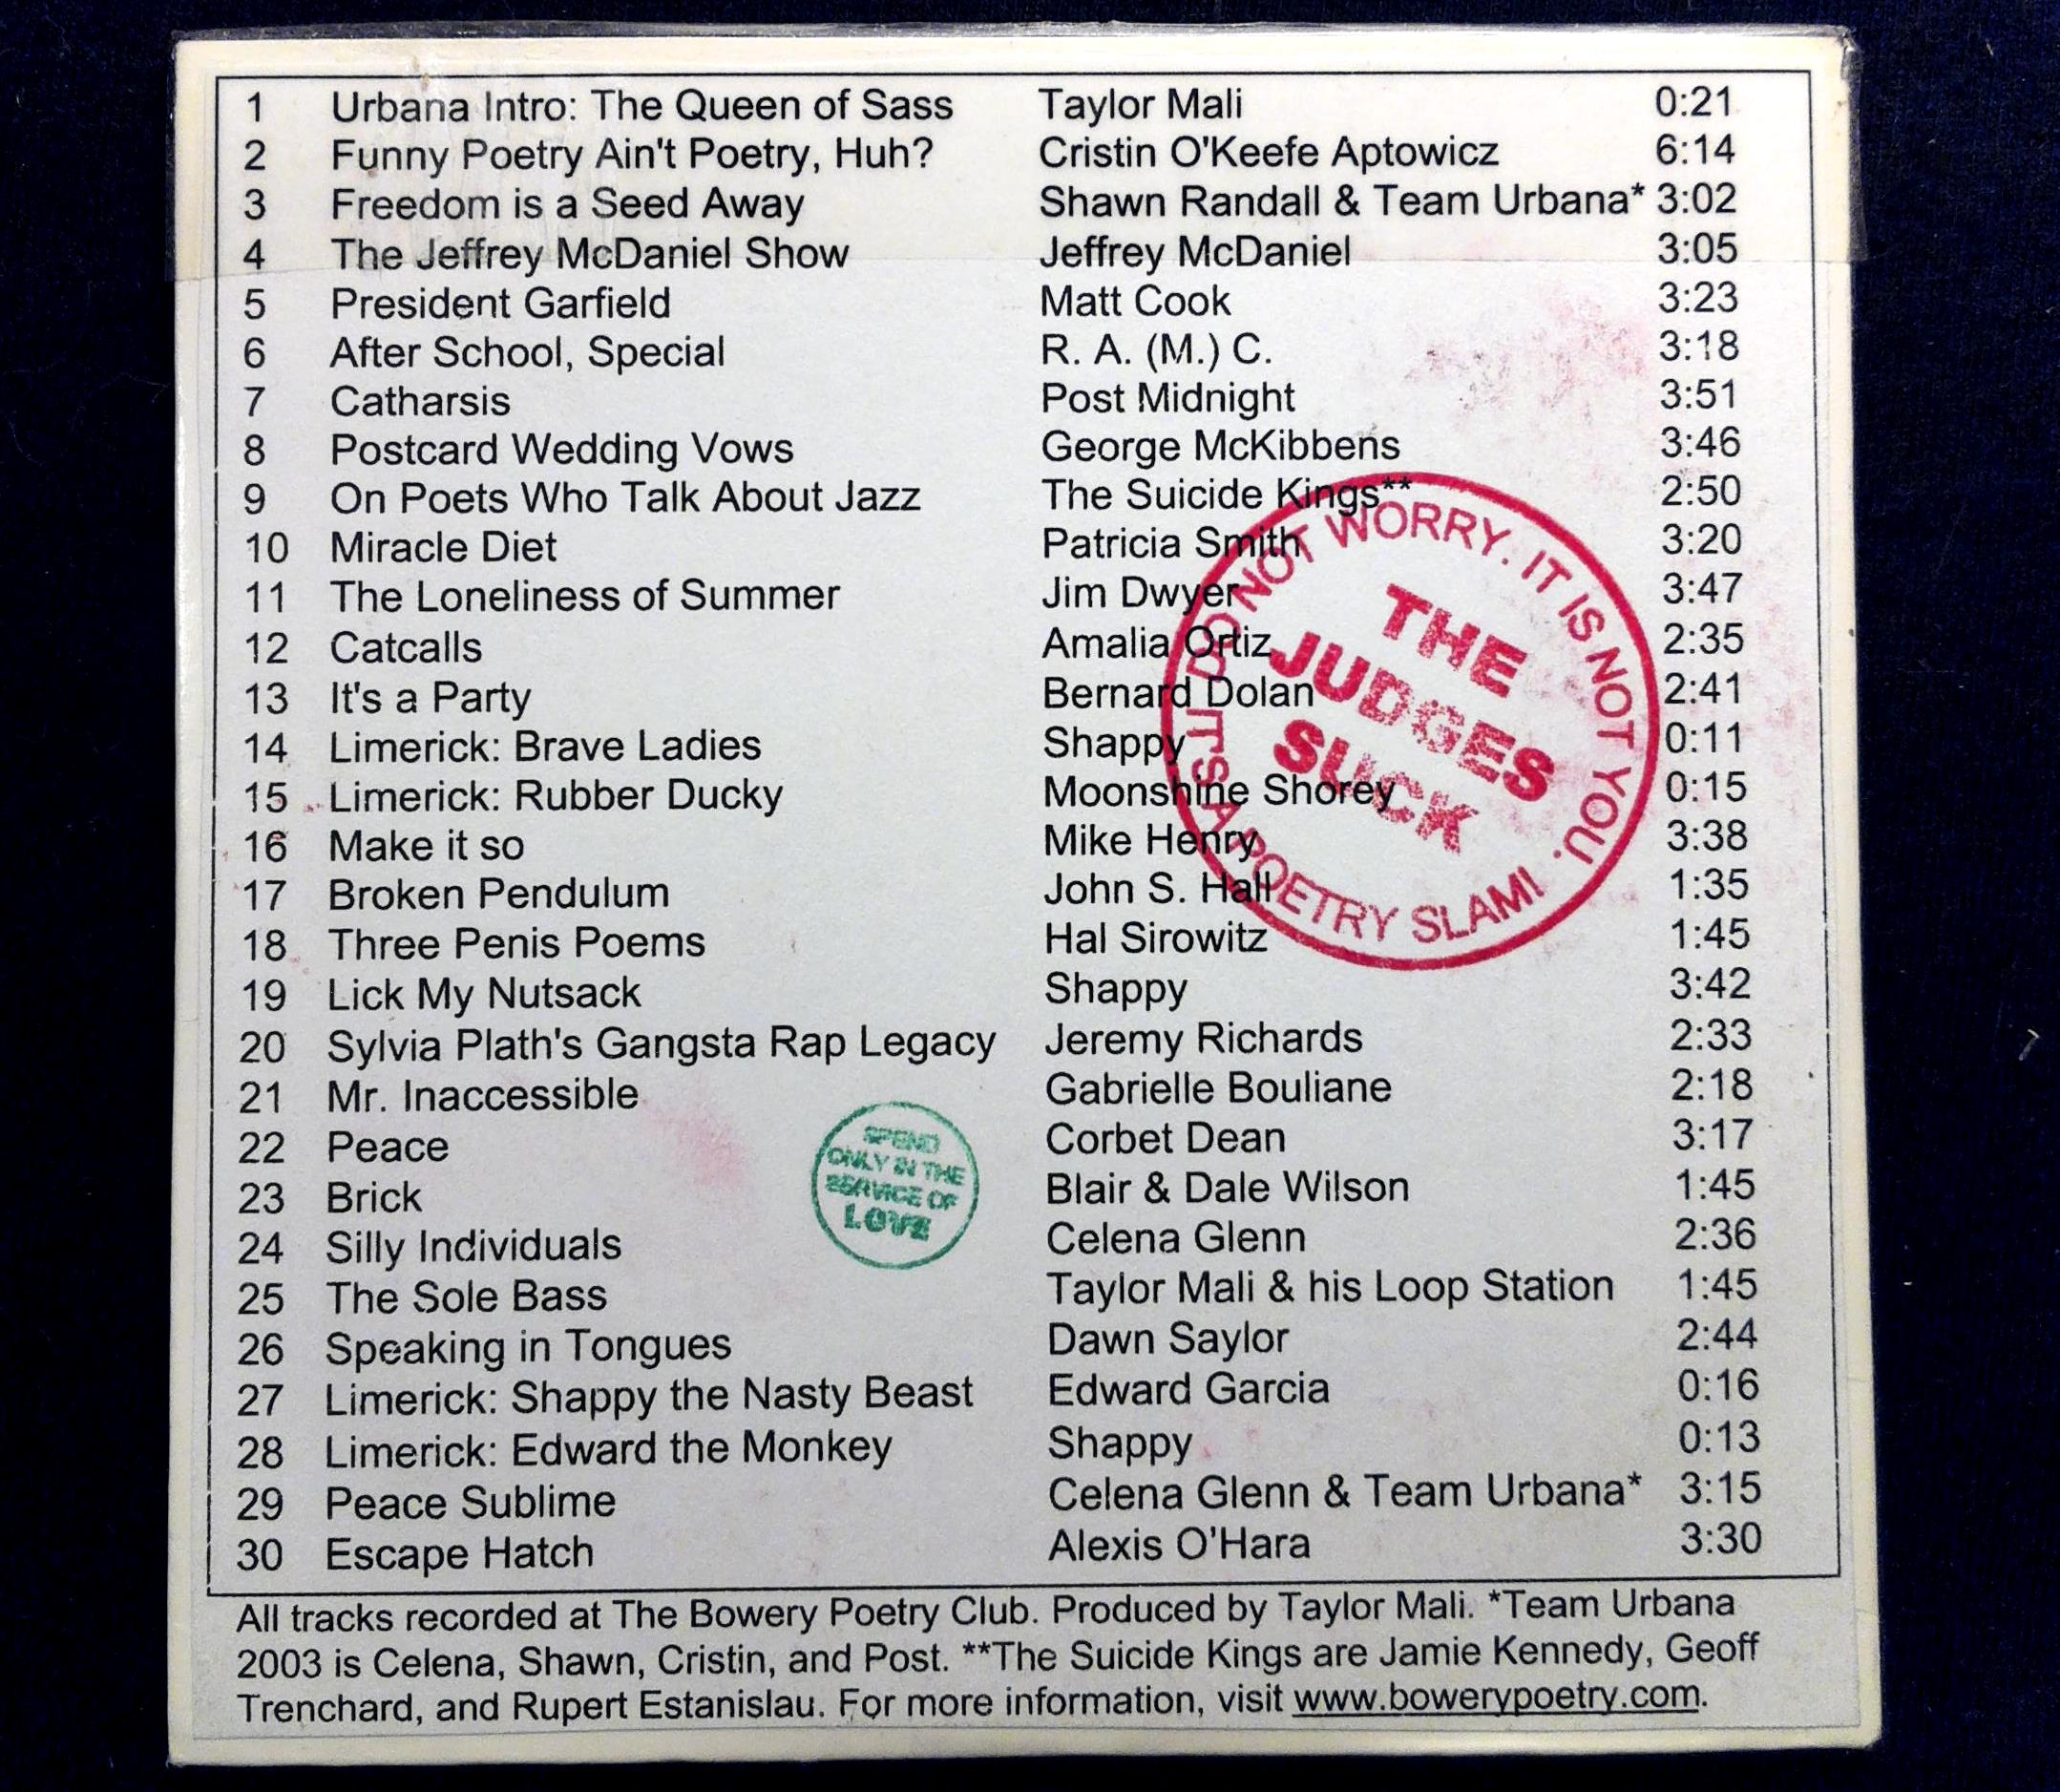 1 Urbana Intro: The Queen of Sass Taylor Mali 0:21
2 Funny Poetry Ain't Poetry, Huh? Cristin O'Keefe Aptowicz 6:14
3 Freedom is a Seed Away Shawn Randall & Team Urbana* 3:02
4 The Jeffrey McDaniel Show Jeffrey McDaniel 3:05
5 President Garfield Matt Cook 3:23
6 After School, Special R. A. (M.) C. 3:18
7 Catharsis Post Midnight 3:51
8 Postcard Wedding Vows George McKibbens 3:46
9 On Poets Who Talk About Jazz The Suicide Kings** 2:50
10 Miracle Diet Patricia Smith 3:20
11 The Loneliness of Summer Jim Dwyer 3:47
12 Catcalls Amalia Ortiz 2:35
13 It's a Party Bernard Dolan 2:41
14 Limerick: Brave Ladies Shappy 0:11
15 Limerick: Rubber Ducky Moonshine Shorey 0:15
16 Make it so Mike Henry 3:38
17 Broken Pendulum John S. Hall 1:35
18 Three Penis Poems Hal Sirowitz 1:45
19 Lick My Nutsack Shappy 3:42
20 Sylvia Plath's Gangsta Rap Legacy Jeremy Richards 2:33
21 Mr. Inaccessible Gabrielle Bouliane 2:18
22 Peace Corbet Dean 3:17
23 Brick Blair & Dale Wilson 1:45
24 Silly Individuals Celena Glenn 2:36
25 The Sole Bass Taylor Mali & his Loop Station 1:45
26 Speaking in Tongues Dawn Saylor 2:44
27 Limerick: Shappy the Nasty Beast Edward Garcia 0:16
28 Limerick: Edward the Monkey Shappy 0:13
29 Peace Sublime Celena Glenn & Team Urbana* 3:15
30 Escape Hatch Alexis O'Hara 3:30
All tracks recorded at The Bowery Poetry Club. Produced by Taylor Mali. *Team Urbana
2003 is Celena, Shawn, Cristin, and Post. **The Suicide Kings are Jamie Kennedy, Geoff
Trenchard, and Rupert Estanislau. For more information, visit www.bowerypoetry.com.
DO NOT WORRY. IT IS NOT YOU.
THE
JUDGES
SUCK
IT'S A POETRY SLAM!
SPEND
ONLY IN THE
SERVICE OF
LOVE